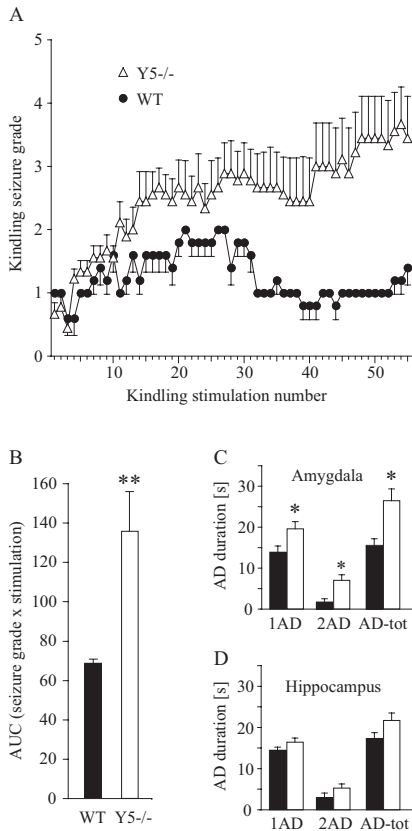 A
5
4
3
2
1
0
Kindling seizure grade
Y5-/-
WT
10
20
30
40
50
Kindling stimulation number
B
160
140
120
100
80
60
40
20
0
AUC (seizure grade x stimulation)
**
WT
Y5-/-
C
Amygdala
30
20
10
0
AD duration [s]
*
*
*
1AD
2AD
AD-tot
D
Hippocampus
30
20
10
0
AD duration [s]
1AD
2AD
AD-tot